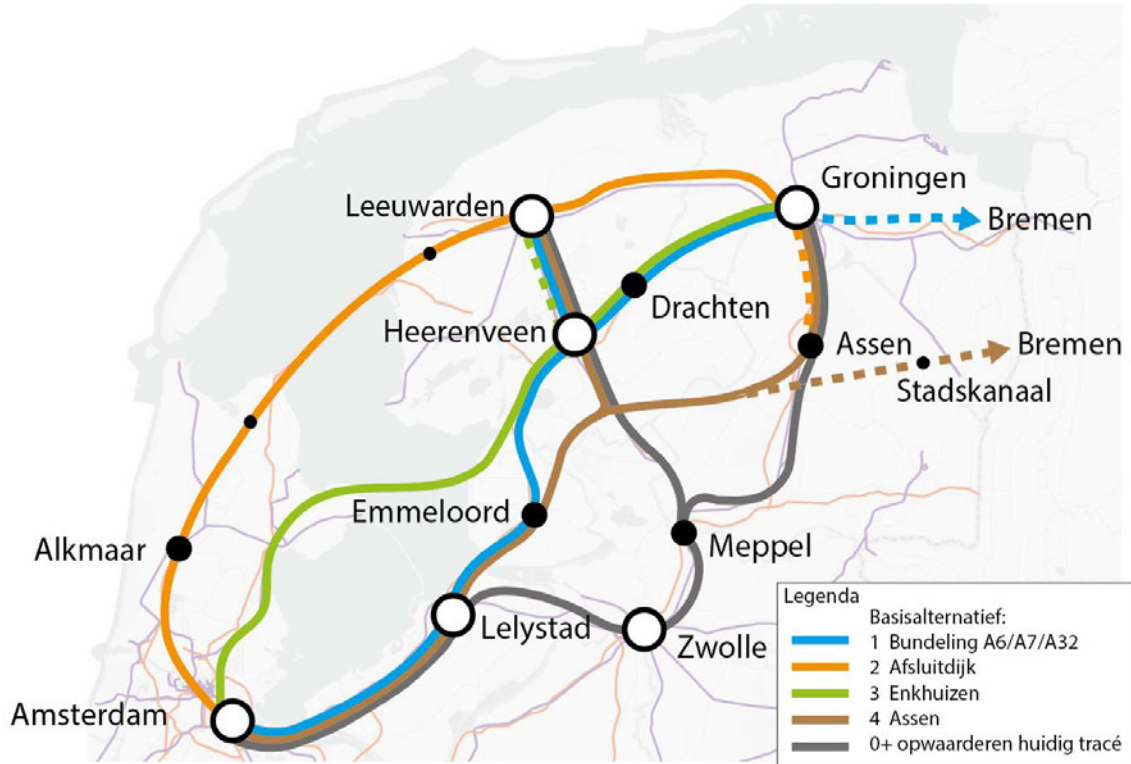 Groningen
Leeuwarden
Bremen
Drachten
Heerenveen
Assen
Bremen
Stadskanaal
Emmeloord
Alkmaar
Meppel
Lelystad
Zwolle
Amsterdam
Legenda
Basisalternatief:
1 Bundeling A6/A7/A32
2 Afsluitdijk
3 Enkhuizen
4 Assen
0+ opwaarderen huidig tracé